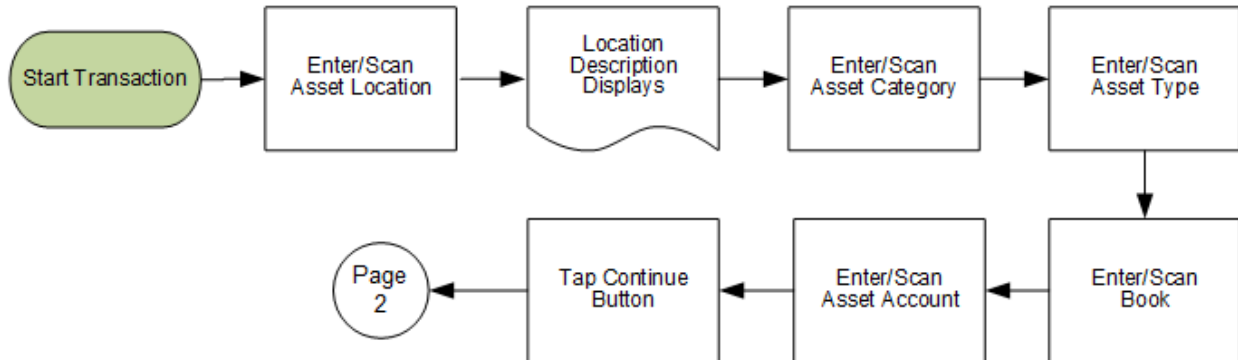 Start Transaction
Enter/Scan
Asset Location
Location
Description
Displays
Enter/Scan
Asset Category
Enter/Scan
Asset Type
Enter/Scan
Book
Enter/Scan
Asset Account
Tap Continue
Button
Page
2